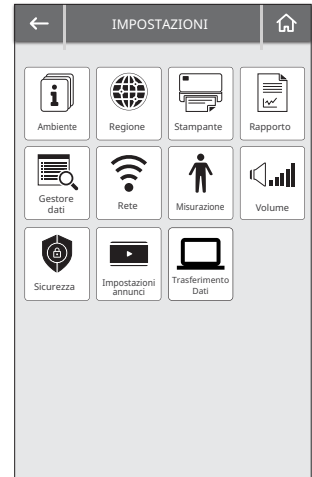 IMPOSTAZIONI
Ambiente
Regione
Stampante
Rapporto
Gestore
dati
Rete
Misurazione
Volume
Sicurezza
Impostazioni
annunci
Trasferimento
Dati